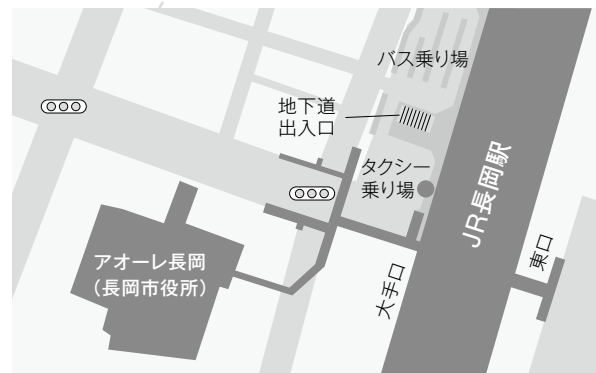 バス乗り場
地下道
出入口
タクシー
乗り場
JR長岡駅
東口
大手口
アオーレ長岡
（長岡市役所）